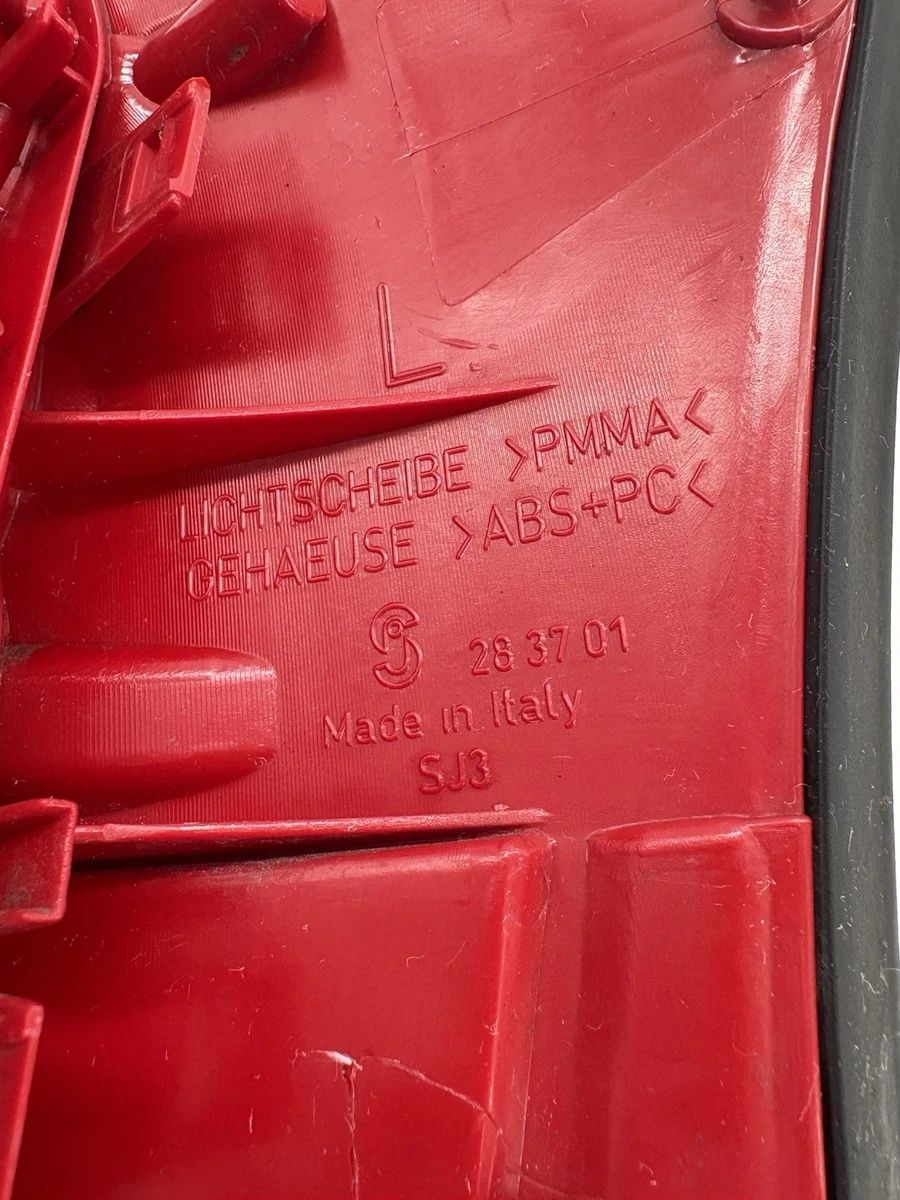 L
LICHTSCHEIBE >PMMA<
GEHAEUSE >ABS+PC<
28 37 01
Made in Italy
SJ3